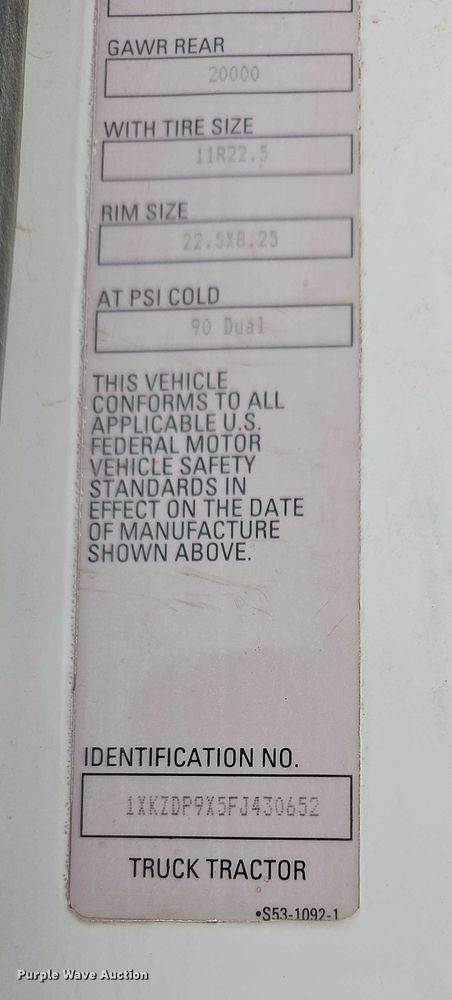 GAWR REAR
20000
WITH TIRE SIZE
11R22.5
RIM SIZE
22.5X8.25
AT PSI COLD
90 Dual
THIS VEHICLE
CONFORMS TO ALL
APPLICABLE U.S.
FEDERAL MOTOR
VEHICLE SAFETY
STANDARDS IN
EFFECT ON THE DATE
OF MANUFACTURE
SHOWN ABOVE.
IDENTIFICATION NO.
1XKZDP9X5FJ430652
TRUCK TRACTOR
•S53-1092-1
Purple Wave Auction